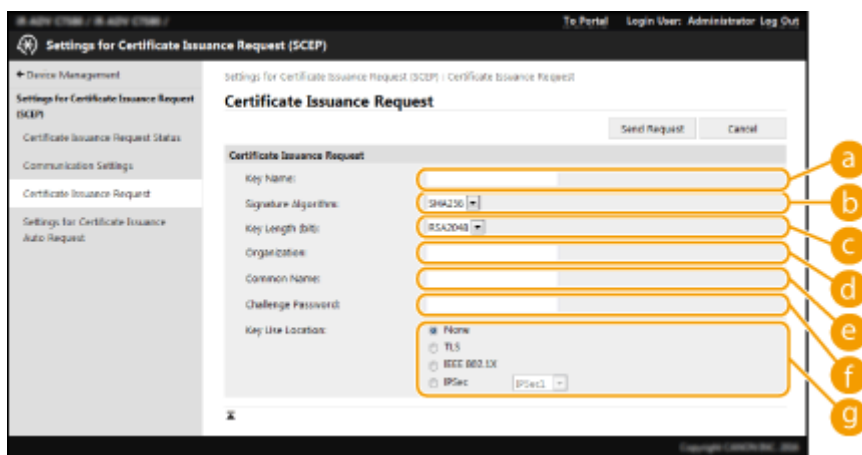 To Portal Login User: Administrator Log Out
Settings for Certificate Issuance Request (SCEP)
Device Management
Settings for Certificate Issuance Request (SCEP) : Certificate Issuance Request
Settings for Certificate Issuance Request
(SCEP)
Certificate Issuance Request
Send Request Cancel
Certificate Issuance Request Status
Communication Settings
Certificate Issuance Request
Settings for Certificate Issuance
Auto Request
Certificate Issuance Request
Key Name:
a
Signature Algorithm: SHA256
b
Key Length (bit): RSA2048
c
Organization:
d
Common Name:
e
Challenge Password:
f
Key Use Location: None
TLS
IEEE 802.1X
IPSec IPSec1
g
Copyright CANON INC. 2016